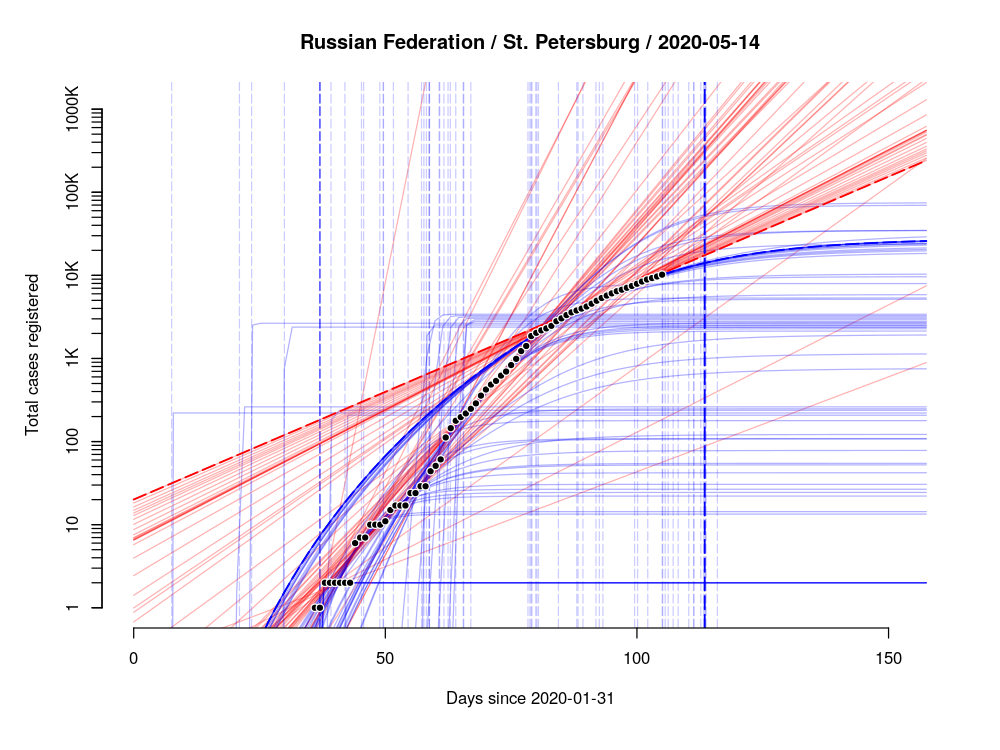 Russian Federation / St. Petersburg / 2020-05-14
Total cases registered
1000K
100K
10K
1K
100
10
1
0 50 100 150
Days since 2020-01-31